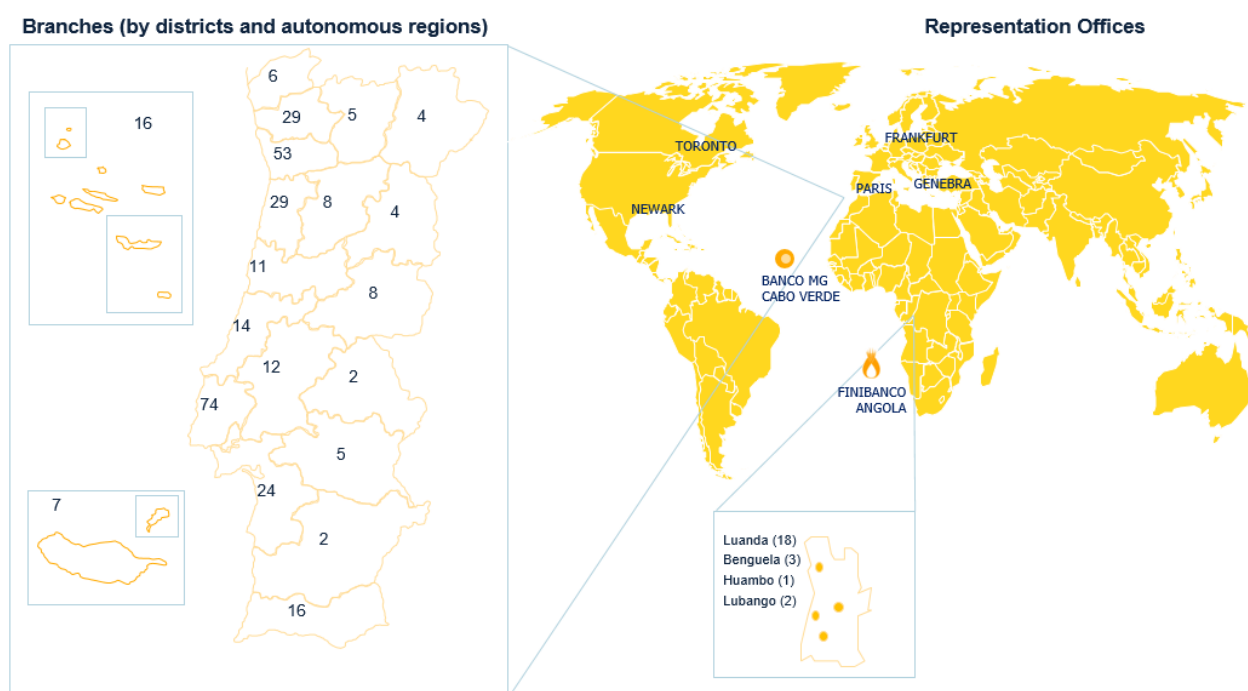 Branches (by districts and autonomous regions)
Representation Offices
6
16
29
5
4
53
29
8
4
11
8
14
12
2
74
5
24
7
2
16
TORONTO
FRANKFURT
PARIS
GENEBRA
NEWARK
BANCO MG
CABO VERDE
FINIBANCO
ANGOLA
Luanda (18)
Benguela (3)
Huambo (1)
Lubango (2)